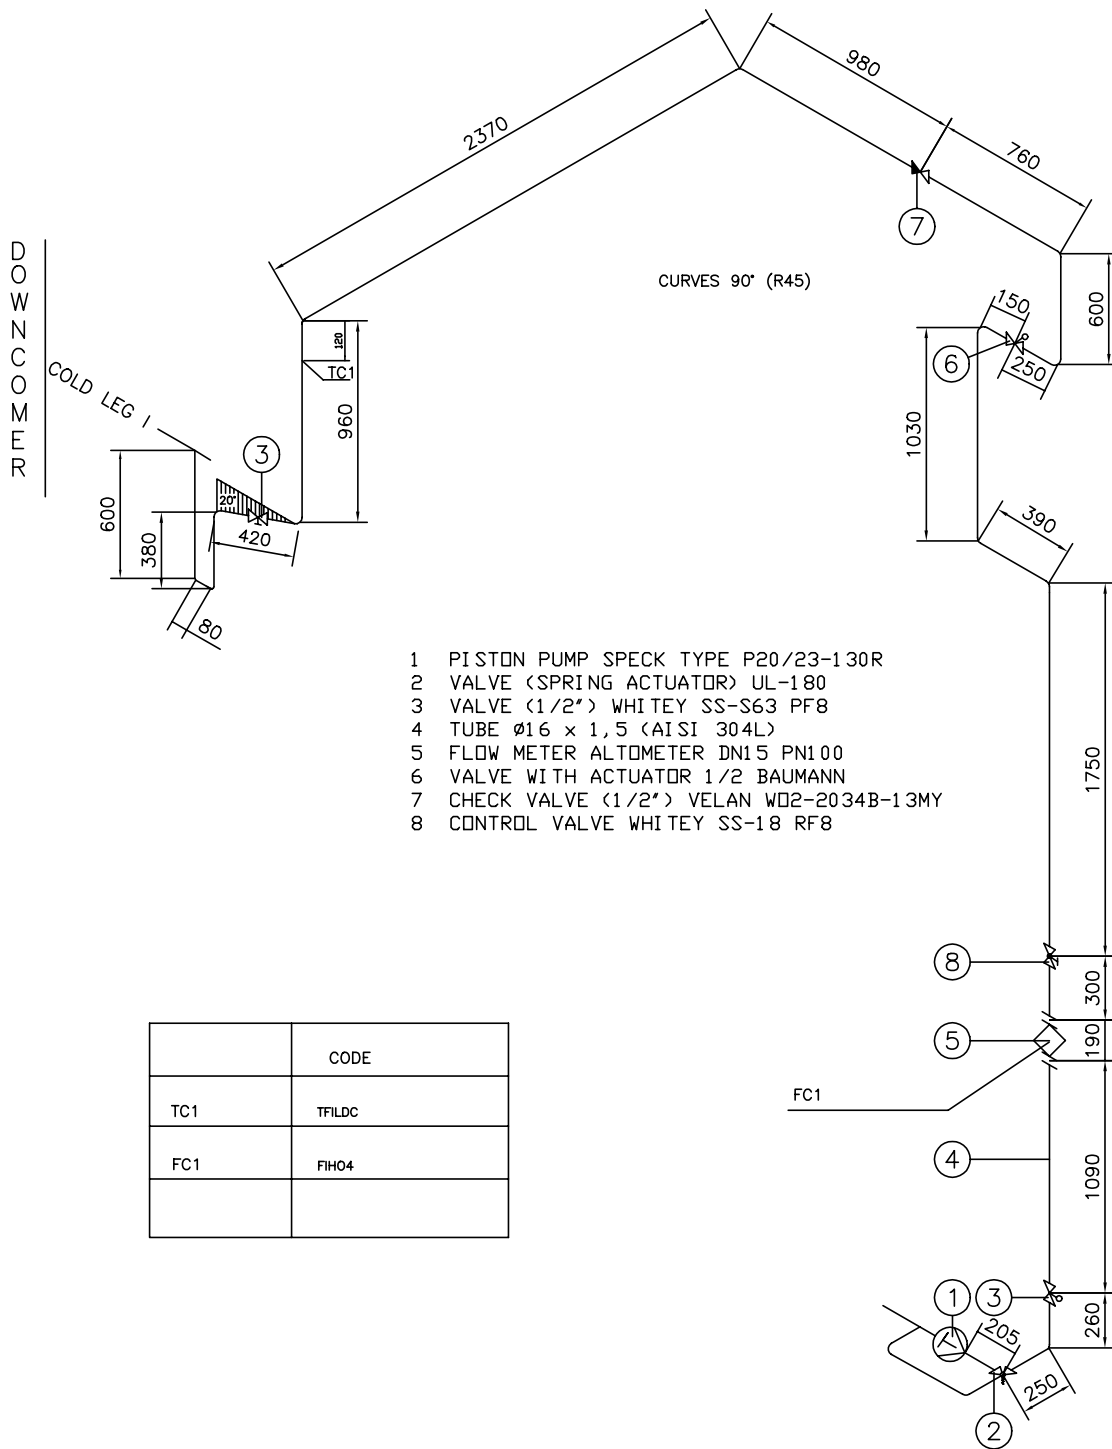 980
2370
760
7
DOWNCOMER
CURVES 90° (R45)
150
600
120
TC1
6
250
COLD LEG 1
960
1030
3
20°
600
380
420
390
80
1 PISTON PUMP SPECK TYPE P20/23-130R
2 VALVE (SPRING ACTUATOR) UL-180
3 VALVE (1/2") WHITEY SS-S63 PF8
4 TUBE Ø16 x 1,5 (AISI 304L)
5 FLOW METER ALTOMETER DN15 PN100
6 VALVE WITH ACTUATOR 1/2 BAUMANN
7 CHECK VALVE (1/2") VELAN WO2-2034B-13MY
8 CONTROL VALVE WHITEY SS-18 RF8
1750
8
300
5
190
CODE
TC1 TFILDC
FC1 FIHO4
FC1
4
1090
1 3
205
260
250
2